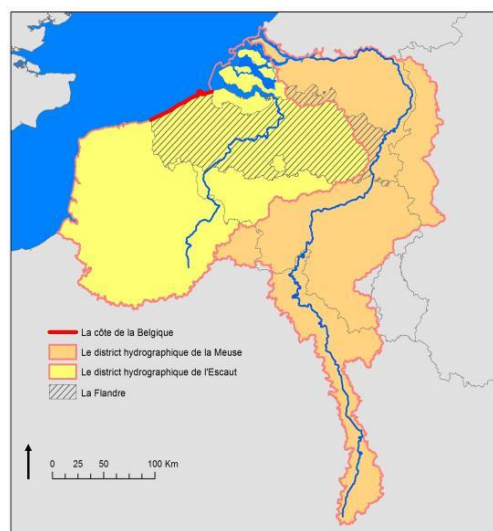 La côte de la Belgique
Le district hydrographique de la Meuse
Le district hydrographique de l'Escaut
La Flandre
0 25 50 100 Km